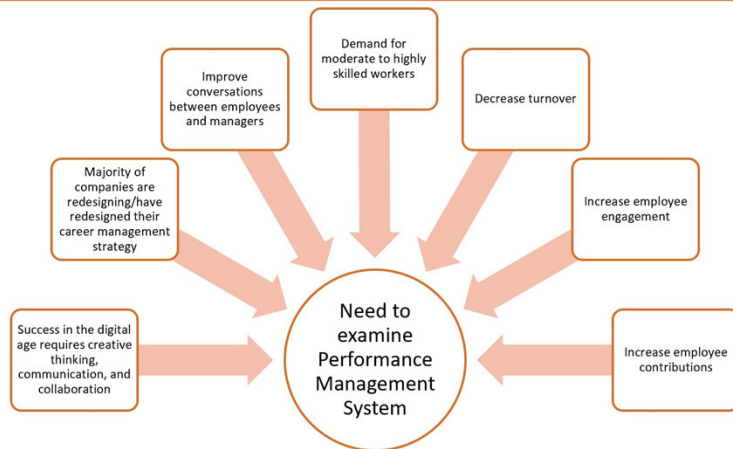 Success in the digital
age requires creative
thinking,
communication, and
collaboration
Majority of
companies are
redesigning/have
redesigned their
career management
strategy
Improve
conversations
between employees
and managers
Demand for
moderate to highly
skilled workers
Decrease turnover
Increase employee
engagement
Increase employee
contributions
Need to
examine
Performance
Management
System